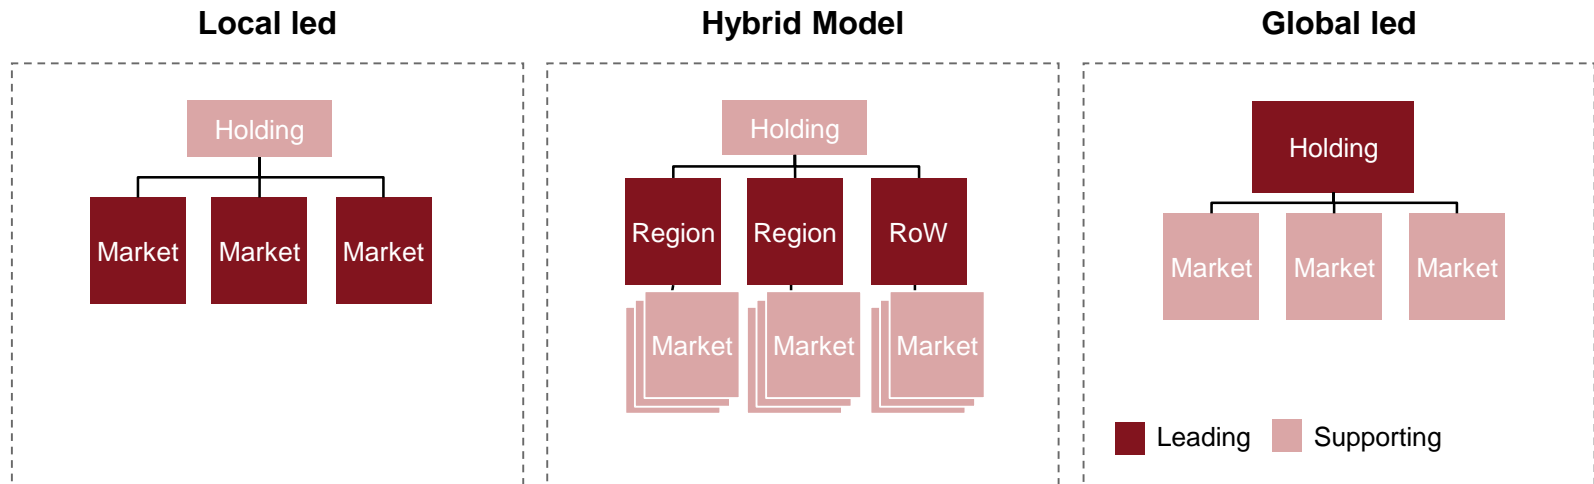 Local led
Hybrid Model
Global led
Holding
Market
Market
Market
Holding
Region
Region
RoW
Market
Market
Market
Holding
Market
Market
Market
Leading
Supporting